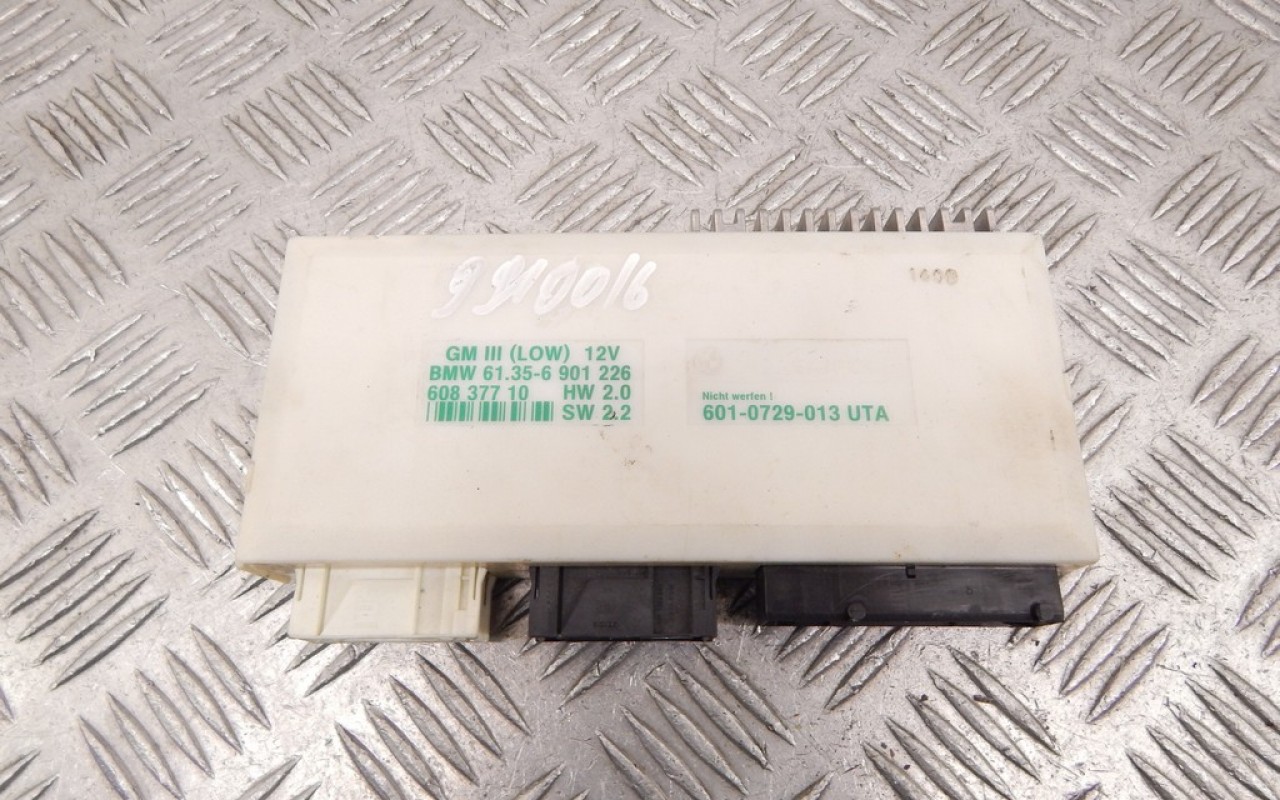 1408
GM III (LOW) 12V
BMW 61.35-6 901 226
608 377 10 HW 2.0
SW 2.2
Nicht werfen !
601-0729-013 UTA